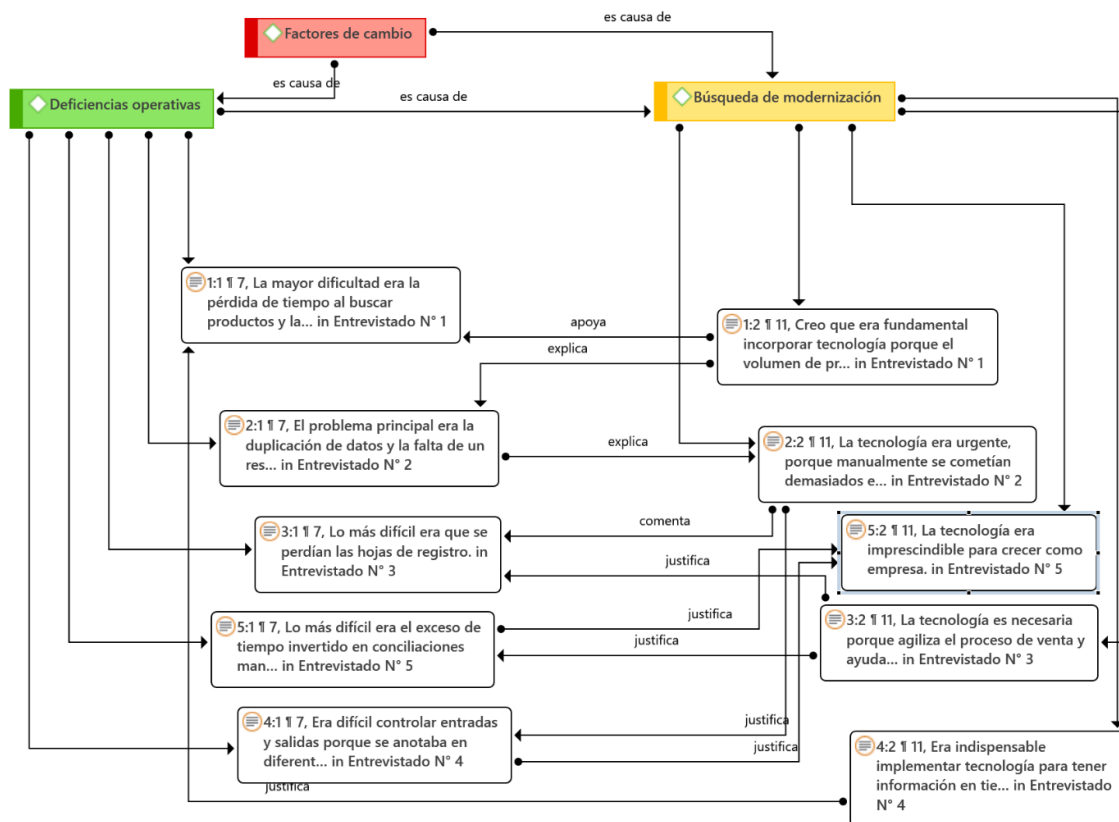 es causa de
Factores de cambio
es causa de
Deficiencias operativas
es causa de
Búsqueda de modernización
1:1 ¶ 7, La mayor dificultad era la
pérdida de tiempo al buscar
productos y la... in Entrevistado N° 1
apoya
1:2 ¶ 11, Creo que era fundamental
incorporar tecnología porque el
volumen de pr... in Entrevistado N° 1
explica
2:1 ¶ 7, El problema principal era la
duplicación de datos y la falta de un
res... in Entrevistado N° 2
explica
2:2 ¶ 11, La tecnología era urgente,
porque manualmente se cometían
demasiados e... in Entrevistado N° 2
3:1 ¶ 7, Lo más difícil era que se
perdían las hojas de registro. in
Entrevistado N° 3
comenta
5:2 ¶ 11, La tecnología era
imprescindible para crecer como
empresa. in Entrevistado N° 5
justifica
5:1 ¶ 7, Lo más difícil era el exceso de
tiempo invertido en conciliaciones
man... in Entrevistado N° 5
justifica
justifica
3:2 ¶ 11, La tecnología es necesaria
porque agiliza el proceso de venta y
ayuda... in Entrevistado N° 3
4:1 ¶ 7, Era difícil controlar entradas
y salidas porque se anotaba en
diferent... in Entrevistado N° 4
justifica
justifica
4:2 ¶ 11, Era indispensable
implementar tecnología para tener
información en tie... in Entrevistado
N° 4
justifica